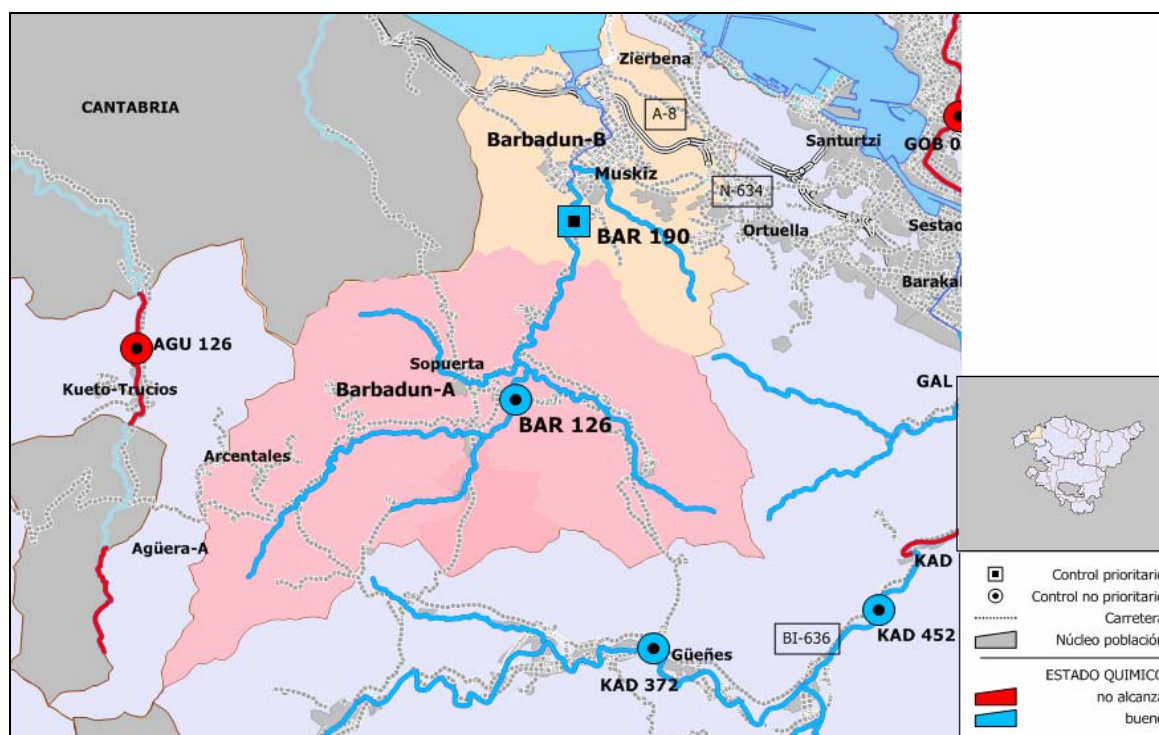 Zierbena
CANTABRIA
A-8
Barbadun-B
Santurtzi
GOB 0
Muskiz
N-634
BAR 190
Ortuella
Sestao
Barakal
AGU 126
Sopuerta
Kueto-Trucios
Barbadun-A
GAL
BAR 126
Arcentales
Agüera-A
KAD
BI-636
KAD 452
Güeñes
KAD 372
Control prioritario
Control no prioritario
Carretera
Núcleo población
ESTADO QUIMICO
no alcanza
bueno